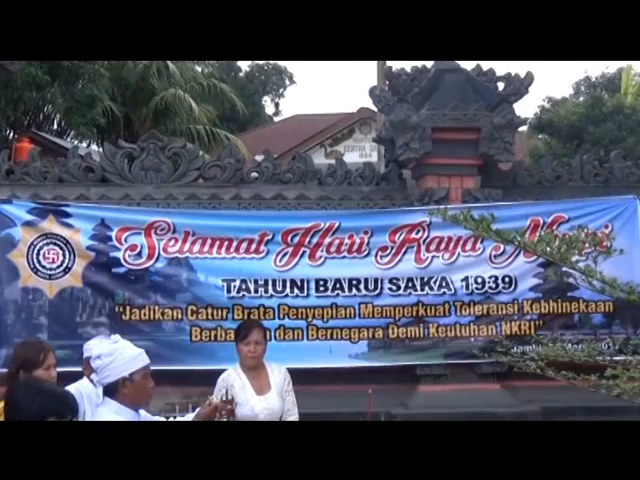 Selamat Hari Raya
TAHUN BARU SAKA 1939
"Jadikan Catur Brata Penyepian Memperkuat Toleransi Kebhinekaan
dan Bernegara Demi Keutuhan NKRI"